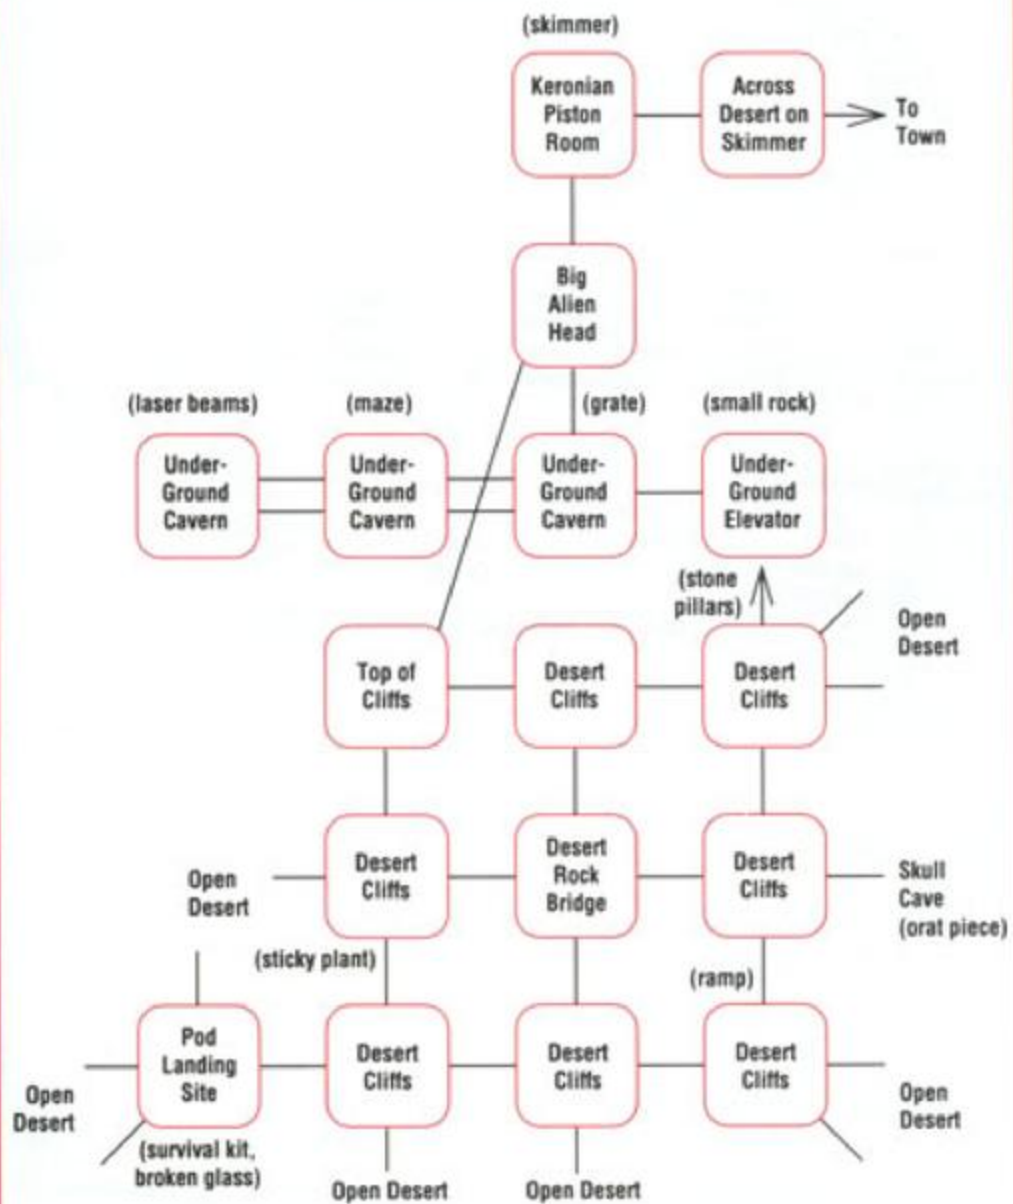 (skimmer)
Keronian
Piston
Room
Across
Desert on
Skimmer
To
Town
Big
Alien
Head
(laser beams)
(maze)
(grate)
(small rock)
Under-
Ground
Cavern
Under-
Ground
Cavern
Under-
Ground
Cavern
Under-
Ground
Elevator
(stone
pillars)
Open
Desert
Top of
Cliffs
Desert
Cliffs
Desert
Cliffs
Open
Desert
Desert
Cliffs
Desert
Rock
Bridge
Desert
Cliffs
Skull
Cave
(orat piece)
(sticky plant)
(ramp)
Pod
Landing
Site
Desert
Cliffs
Desert
Cliffs
Desert
Cliffs
Open
Desert
Open
Desert
(survival kit,
broken glass)
Open Desert
Open Desert